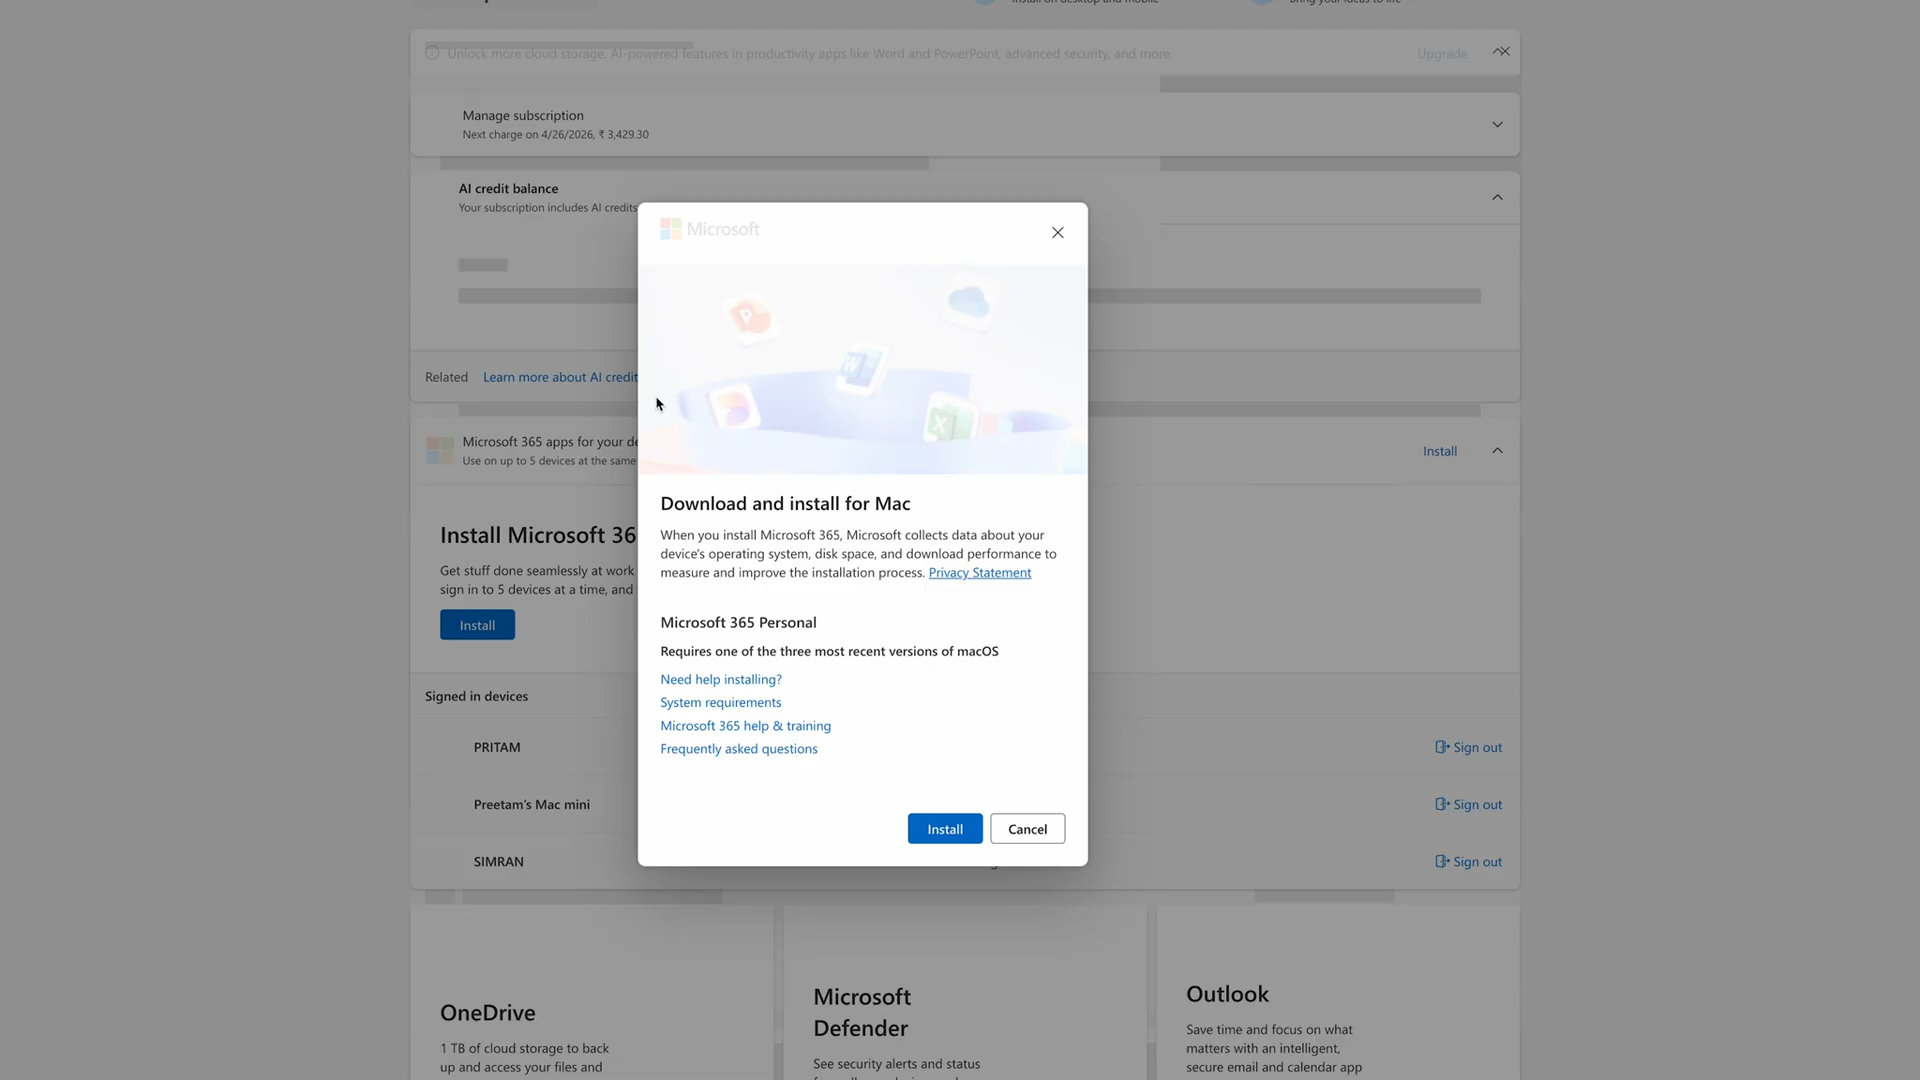 Unlock more cloud storage, AI-powered features in productivity apps like Word and PowerPoint, advanced security, and more.
Upgrade
Manage subscription
Next charge on 4/26/2026, ₹ 3,429.30
AI credit balance
Your subscription includes AI credits
Microsoft
Related
Learn more about AI credit
Microsoft 365 apps for your de
Use on up to 5 devices at the same
Install
Download and install for Mac
When you install Microsoft 365, Microsoft collects data about your
device's operating system, disk space, and download performance to
measure and improve the installation process. Privacy Statement
Install Microsoft 36
Get stuff done seamlessly at work
sign in to 5 devices at a time, and
Install
Microsoft 365 Personal
Requires one of the three most recent versions of macOS
Need help installing?
System requirements
Microsoft 365 help & training
Frequently asked questions
Install
Cancel
Signed in devices
PRITAM
Sign out
Preetam's Mac mini
Sign out
SIMRAN
Sign out
OneDrive
1 TB of cloud storage to back
up and access your files and
Microsoft
Defender
See security alerts and status
Outlook
Save time and focus on what
matters with an intelligent,
secure email and calendar app